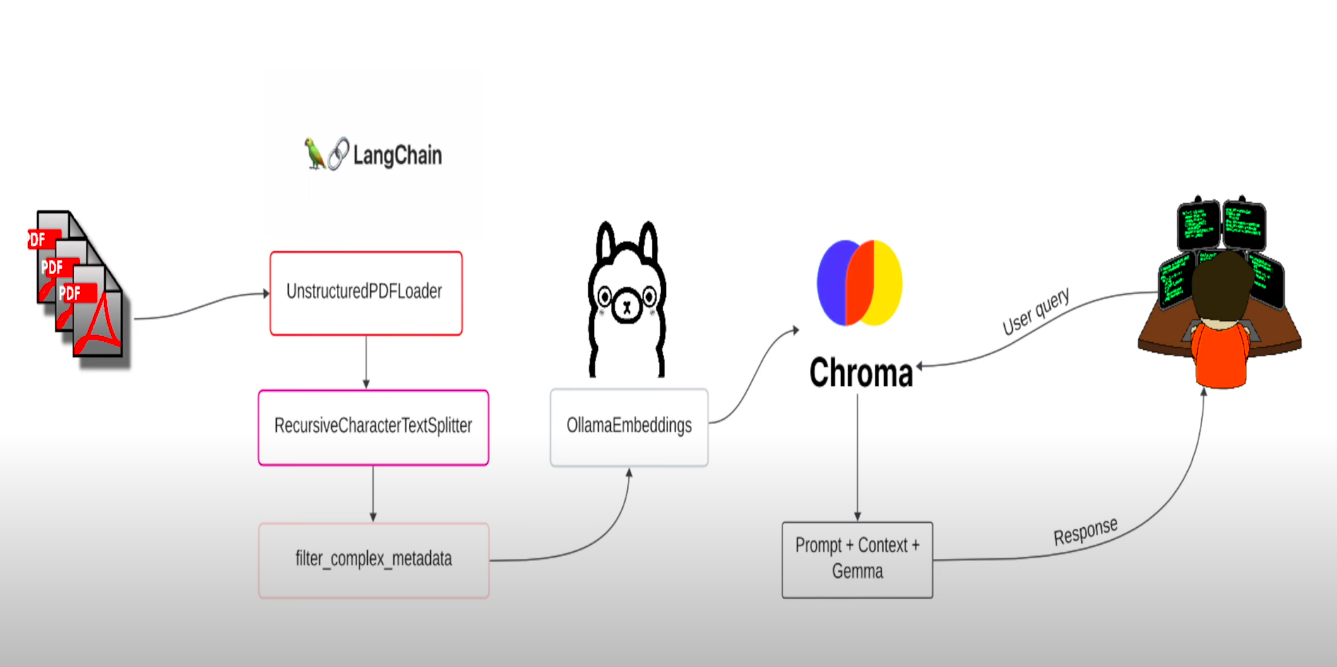 LangChain
PDF
PDF
PDF
UnstructuredPDFLoader
RecursiveCharacterTextSplitter
filter_complex_metadata
OllamaEmbeddings
Chroma
User query
Prompt + Context +
Gemma
Response